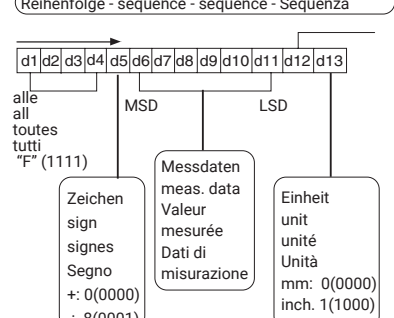 Reihenfolge - sequence - sequence - Sequenza
d1 d2 d3 d4 d5 d6 d7 d8 d9 d10 d11 d12 d13
alle
all
toutes
tutti
“F” (1111)
MSD
LSD
Zeichen
sign
signes
Segno
+: 0(0000)
-: 8(0001)
Messdaten
meas. data
Valeur
mesurée
Dati di
misurazione
Einheit
unit
unité
Unità
mm: 0(0000)
inch. 1(1000)